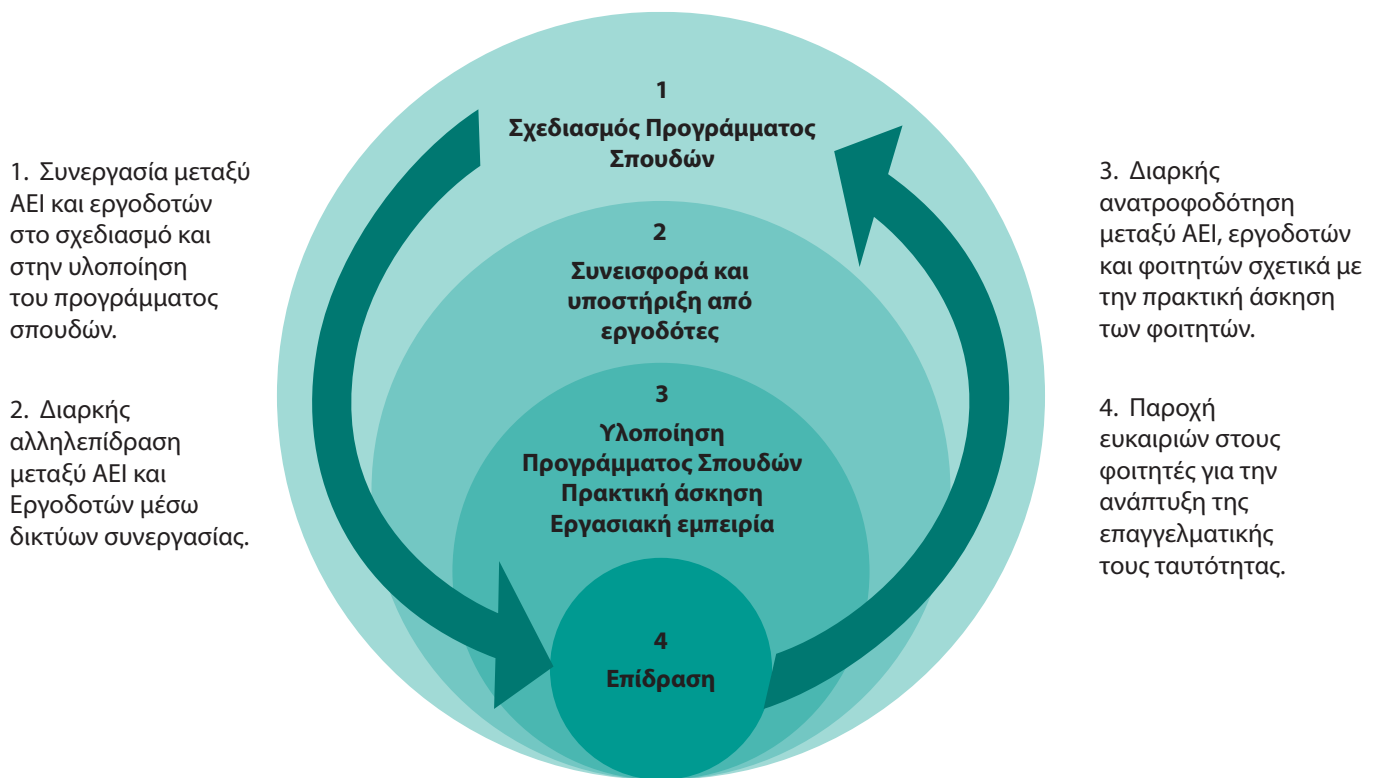 1
Σχεδιασμός Προγράμματος
Σπουδών
2
Συνεισφορά και
υποστήριξη από
εργοδότες
3
Υλοποίηση
Προγράμματος Σπουδών
Πρακτική άσκηση
Εργασιακή εμπειρία
4
Επίδραση
1. Συνεργασία μεταξύ
ΑΕΙ και εργοδοτών
στο σχεδιασμό και
στην υλοποίηση
του προγράμματος
σπουδών.
2. Διαρκής
αλληλεπίδραση
μεταξύ ΑΕΙ και
Εργοδοτών μέσω
δικτύων συνεργασίας.
3. Διαρκής
ανατροφοδότηση
μεταξύ ΑΕΙ, εργοδοτών
και φοιτητών σχετικά με
την πρακτική άσκηση
των φοιτητών.
4. Παροχή
ευκαιριών στους
φοιτητές για την
ανάπτυξη της
επαγγελματικής
τους ταυτότητας.